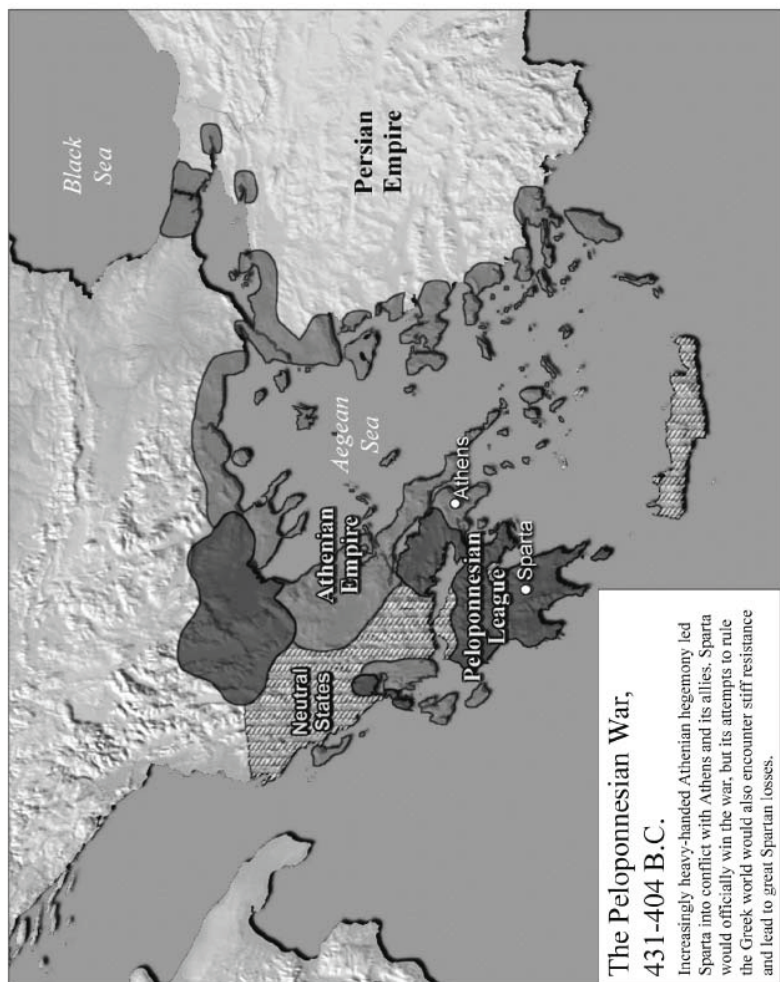 Black
Sea
Persian
Empire
Aegean
Sea
Athenian
Empire
Athens
Neutral
States
Peloponnesian
League
Sparta
The Peloponnesian War,
431-404 B.C.
Increasingly heavy-handed Athenian hegemony led
Sparta into conflict with Athens and its allies. Sparta
would officially win the war, but its attempts to rule
the Greek world would also encounter stiff resistance
and lead to great Spartan losses.